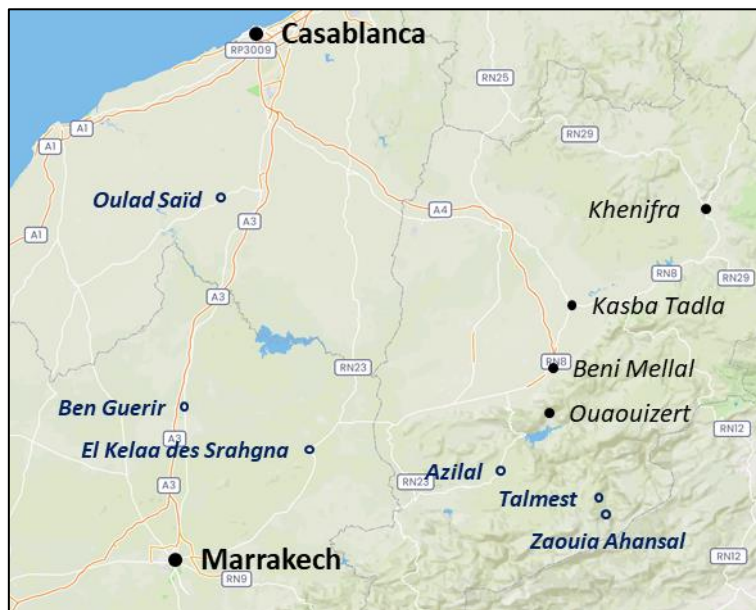 Casablanca
RP3009
RN25
A1
A1
RN29
A1
Oulad Saïd
A3
A4
Khenifra
A1
RN8
RN29
A3
Kasba Tadla
RN23
RN8
Beni Mellal
Ben Guerir
Ouaouizert
A3
RN12
El Kelaa des Srahgna
Azilal
RN23
A3
Talmest
Zaouia Ahansal
Marrakech
RN12
RN9